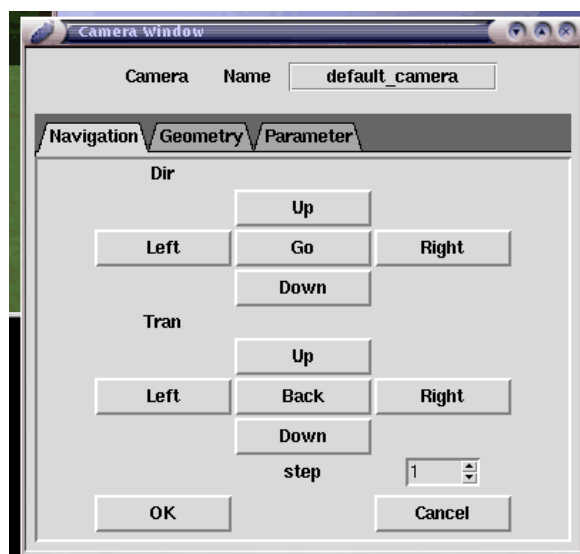 Camera Window
Camera Name default_camera
Navigation Geometry Parameter
Dir
Up
Left Go Right
Down
Tran
Up
Left Back Right
Down
step 1
OK Cancel